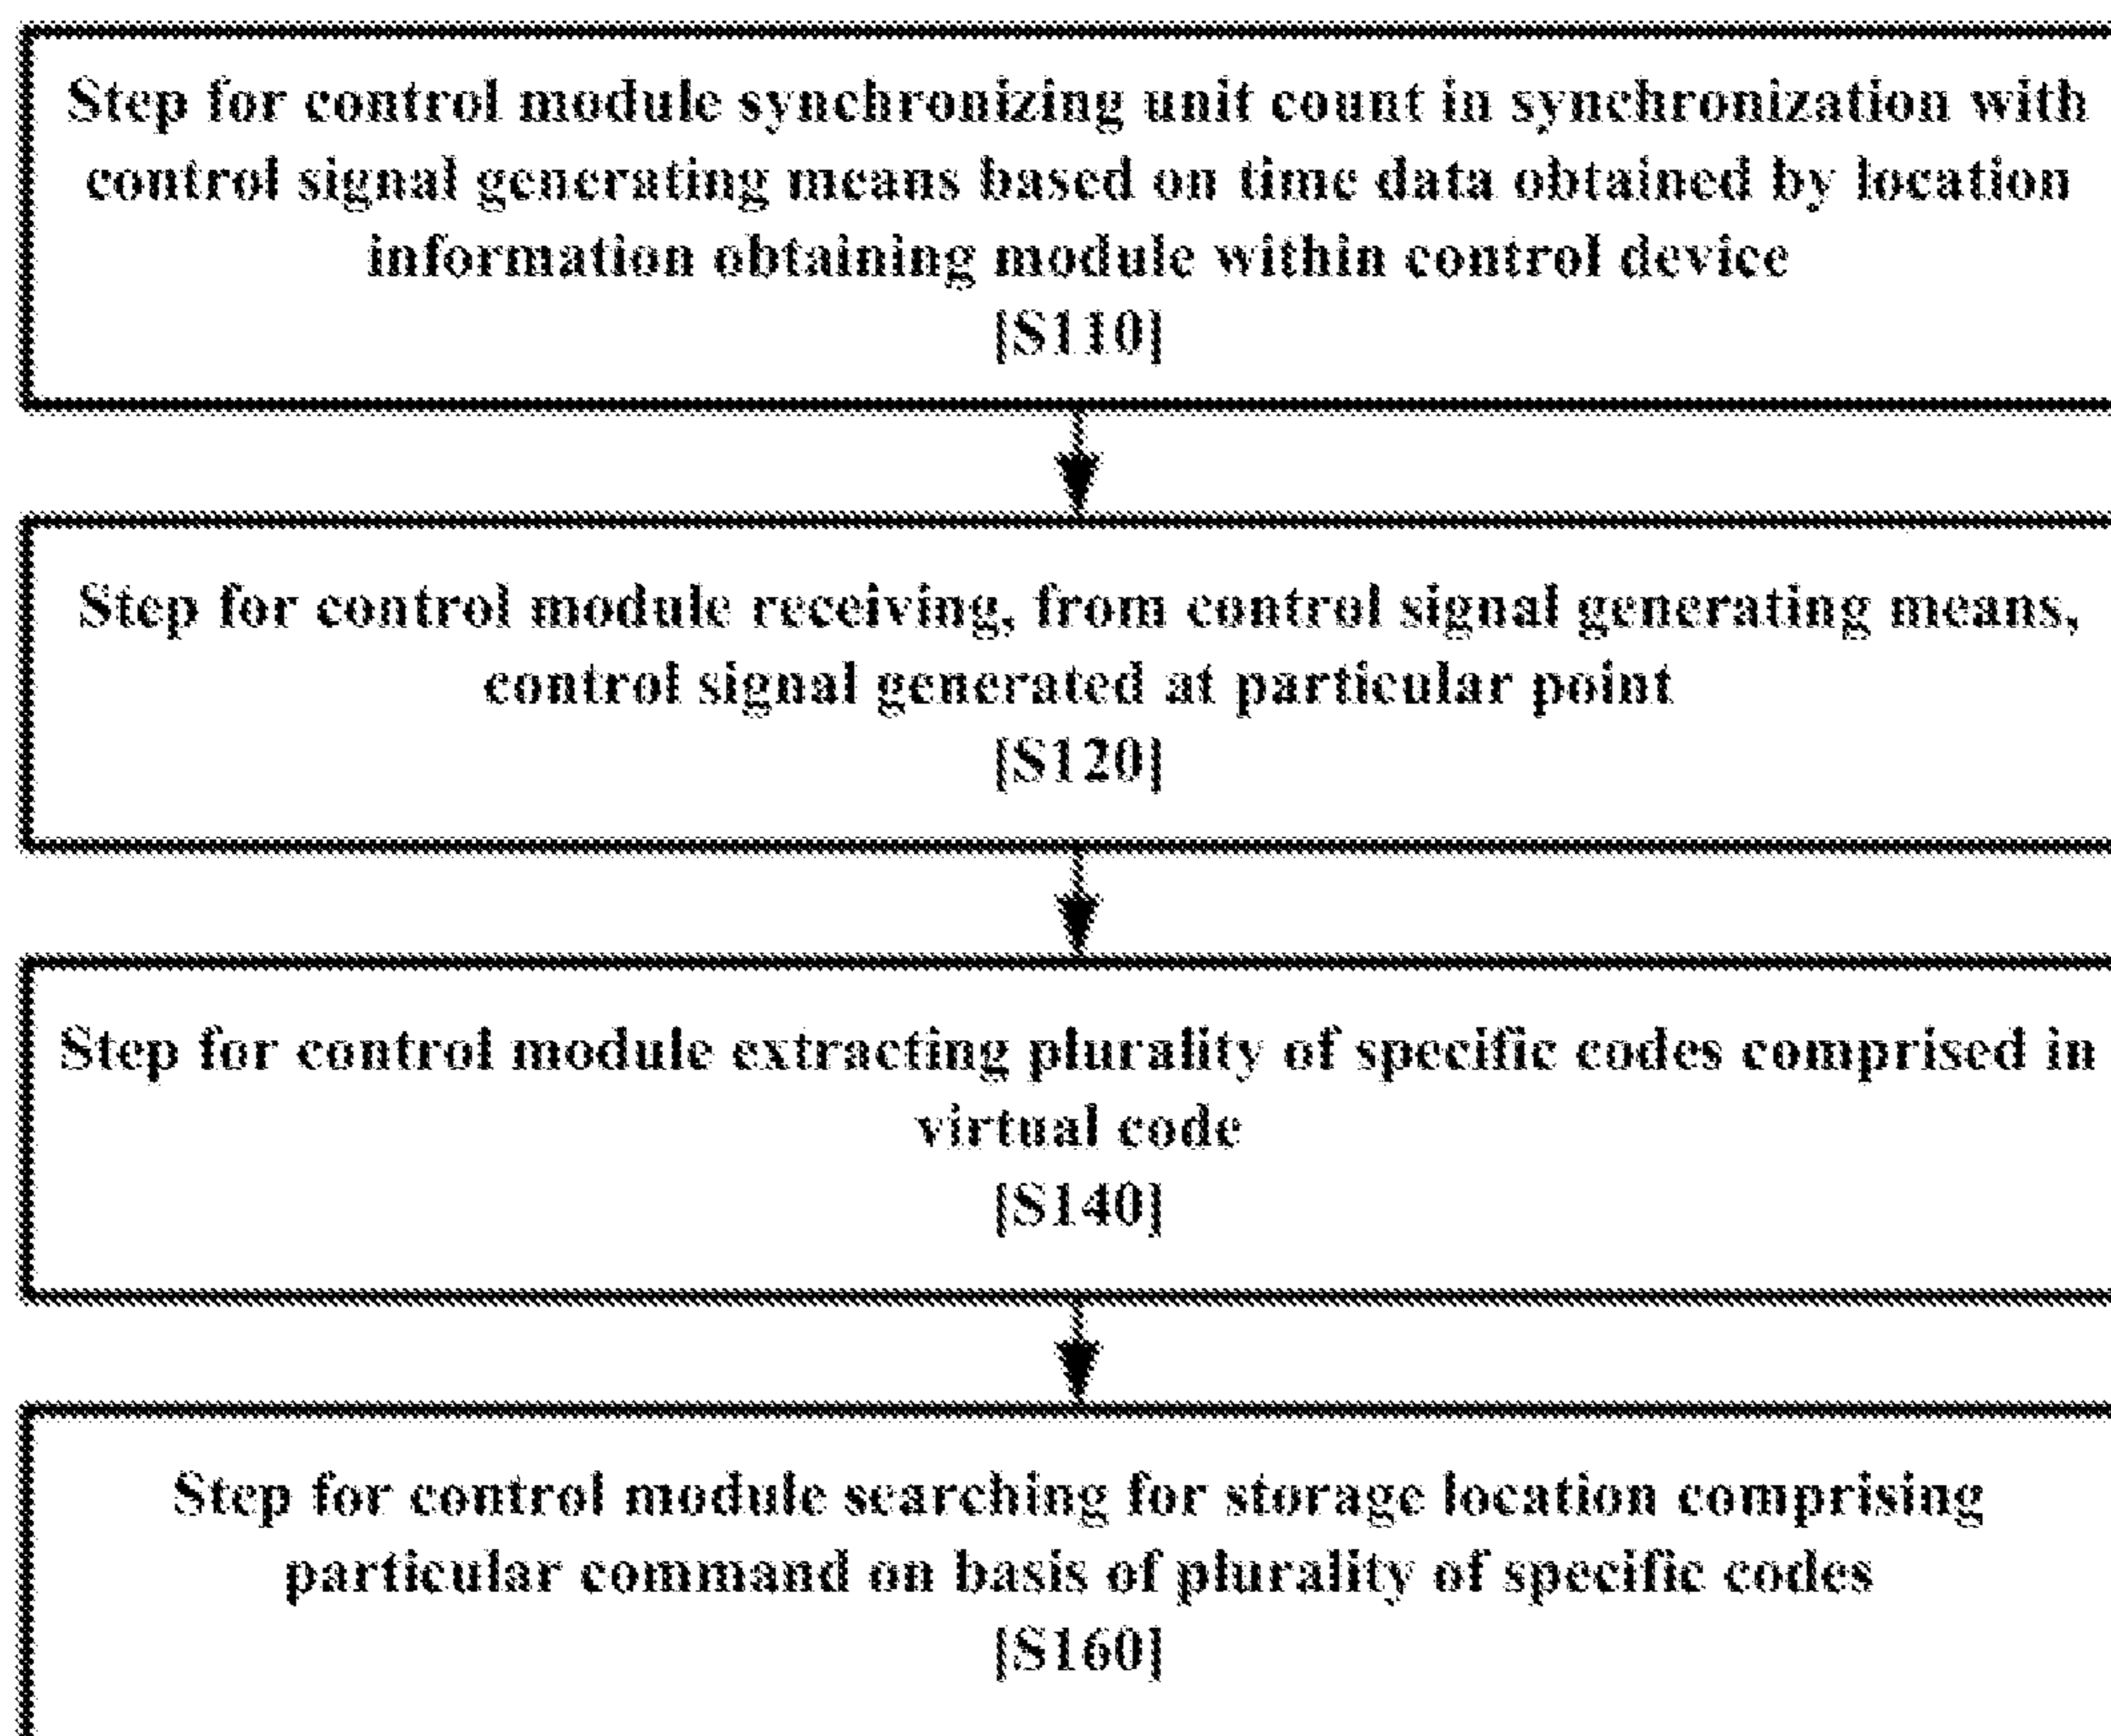 Step for control module synchronizing unit count in synchronization with
control signal generating means based on time data obtained by location
information obtaining module within control device
[S110]
Step for control module receiving, from control signal generating means,
control signal generated at particular point
[S120]
Step for control module extracting plurality of specific codes comprised in
virtual code
[S140]
Step for control module searching for storage location comprising
particular command on basis of plurality of specific codes
[S160]